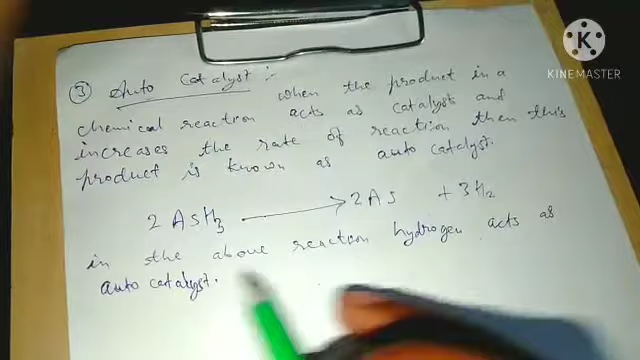 ③ Auto Catalyst :-
When the product in a
chemical reaction acts as catalyst and
increases the rate of reaction then this
product is known as auto catalyst.
2 AsH3 → 2 As + 3H2
in the above reaction hydrogen acts as
auto catalyst.
KINEMASTER